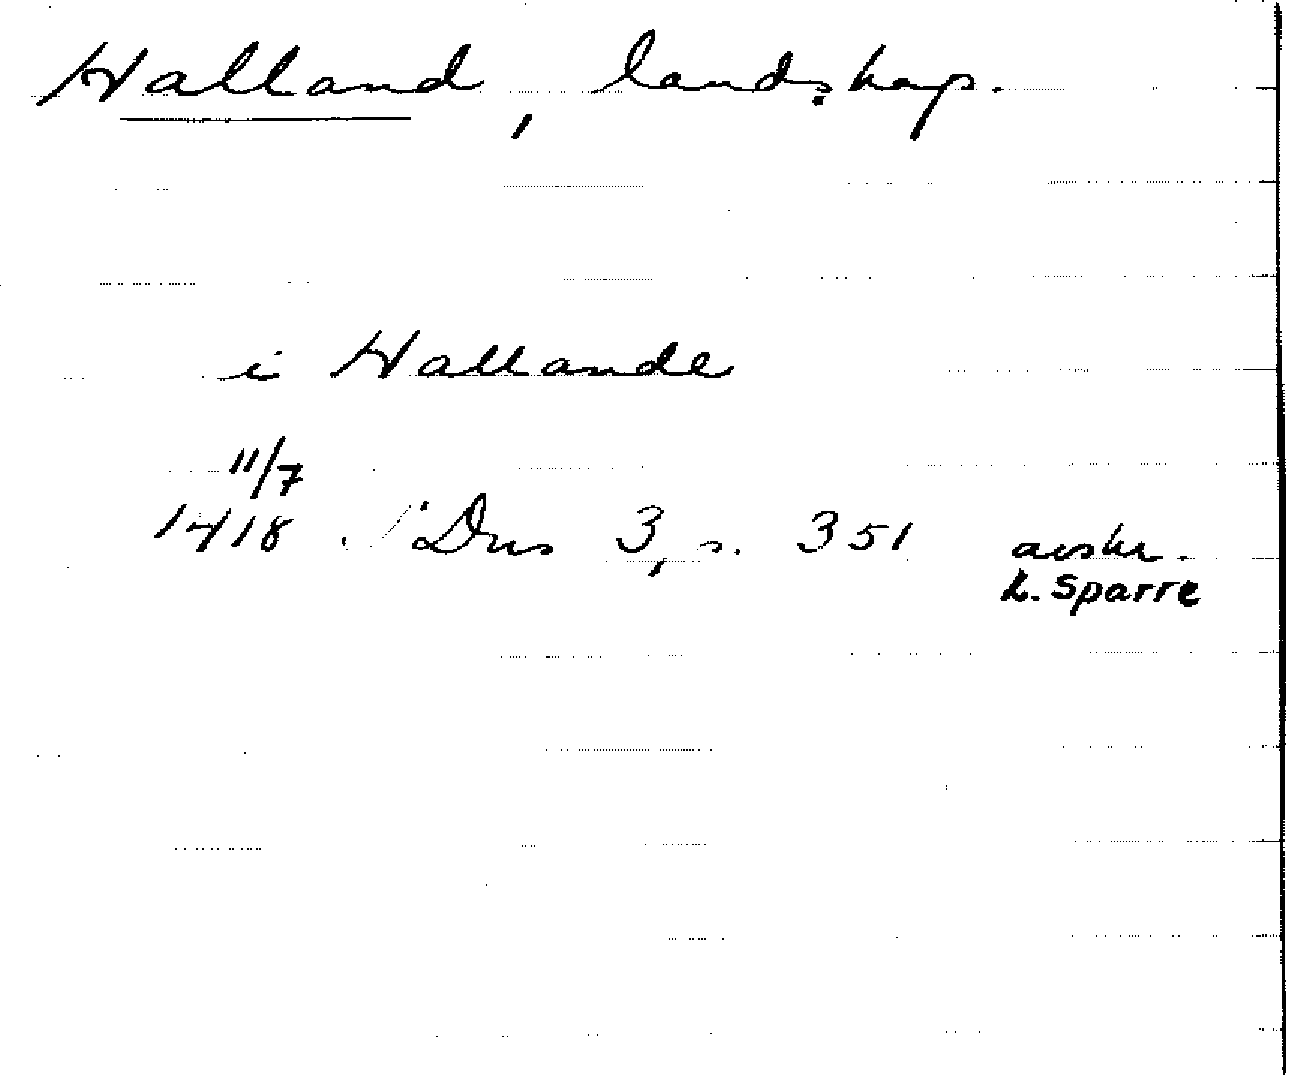 Halland, landskap.
i Hallande
11/7
1418 SDns 3, s. 351 avskr.
L. Sparre